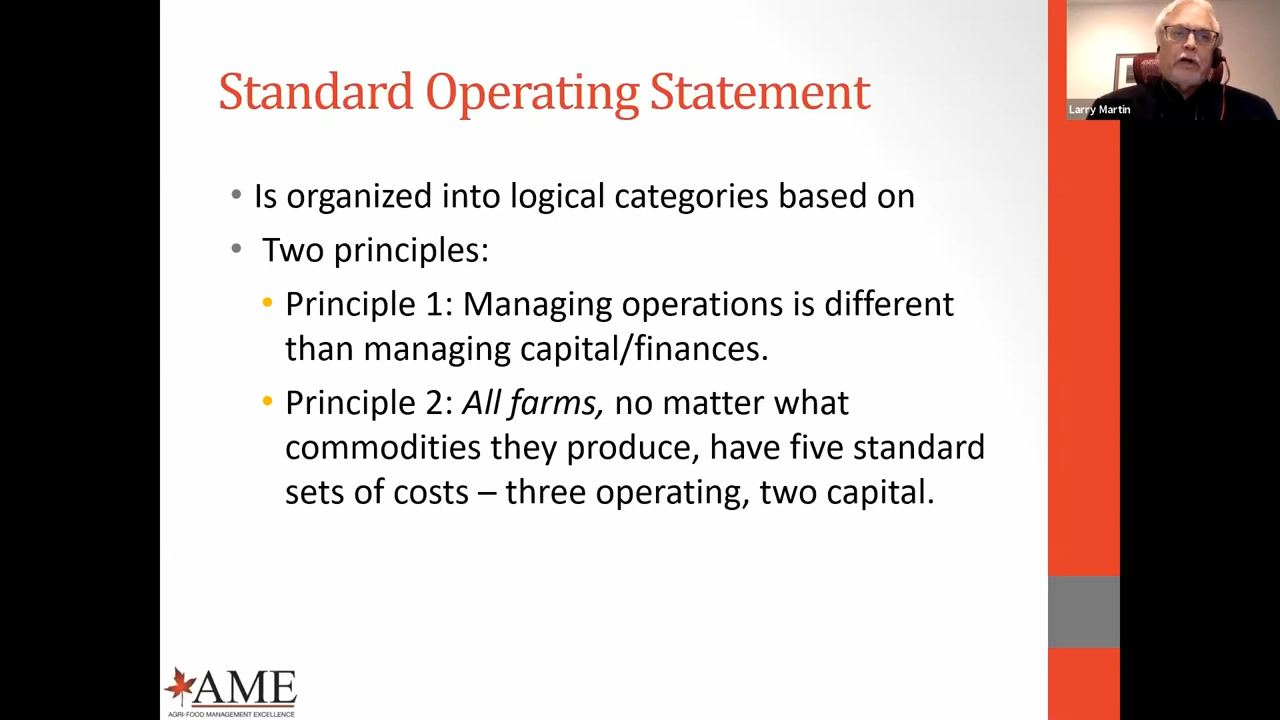 Standard Operating Statement
Larry Martin
• Is organized into logical categories based on
• Two principles:
• Principle 1: Managing operations is different
than managing capital/finances.
• Principle 2: All farms, no matter what
commodities they produce, have five standard
sets of costs – three operating, two capital.
AME
AGRI-FOOD MANAGEMENT EXCELLENCE